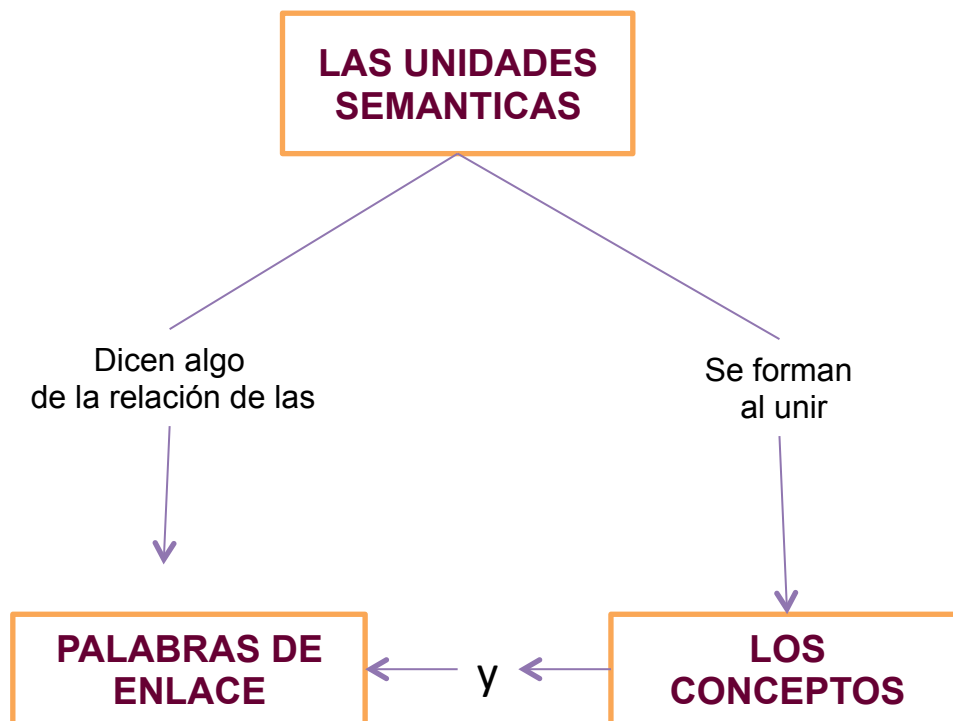 LAS UNIDADES
SEMANTICAS
Dicen algo
de la relación de las
Se forman
al unir
PALABRAS DE
ENLACE
y
LOS
CONCEPTOS